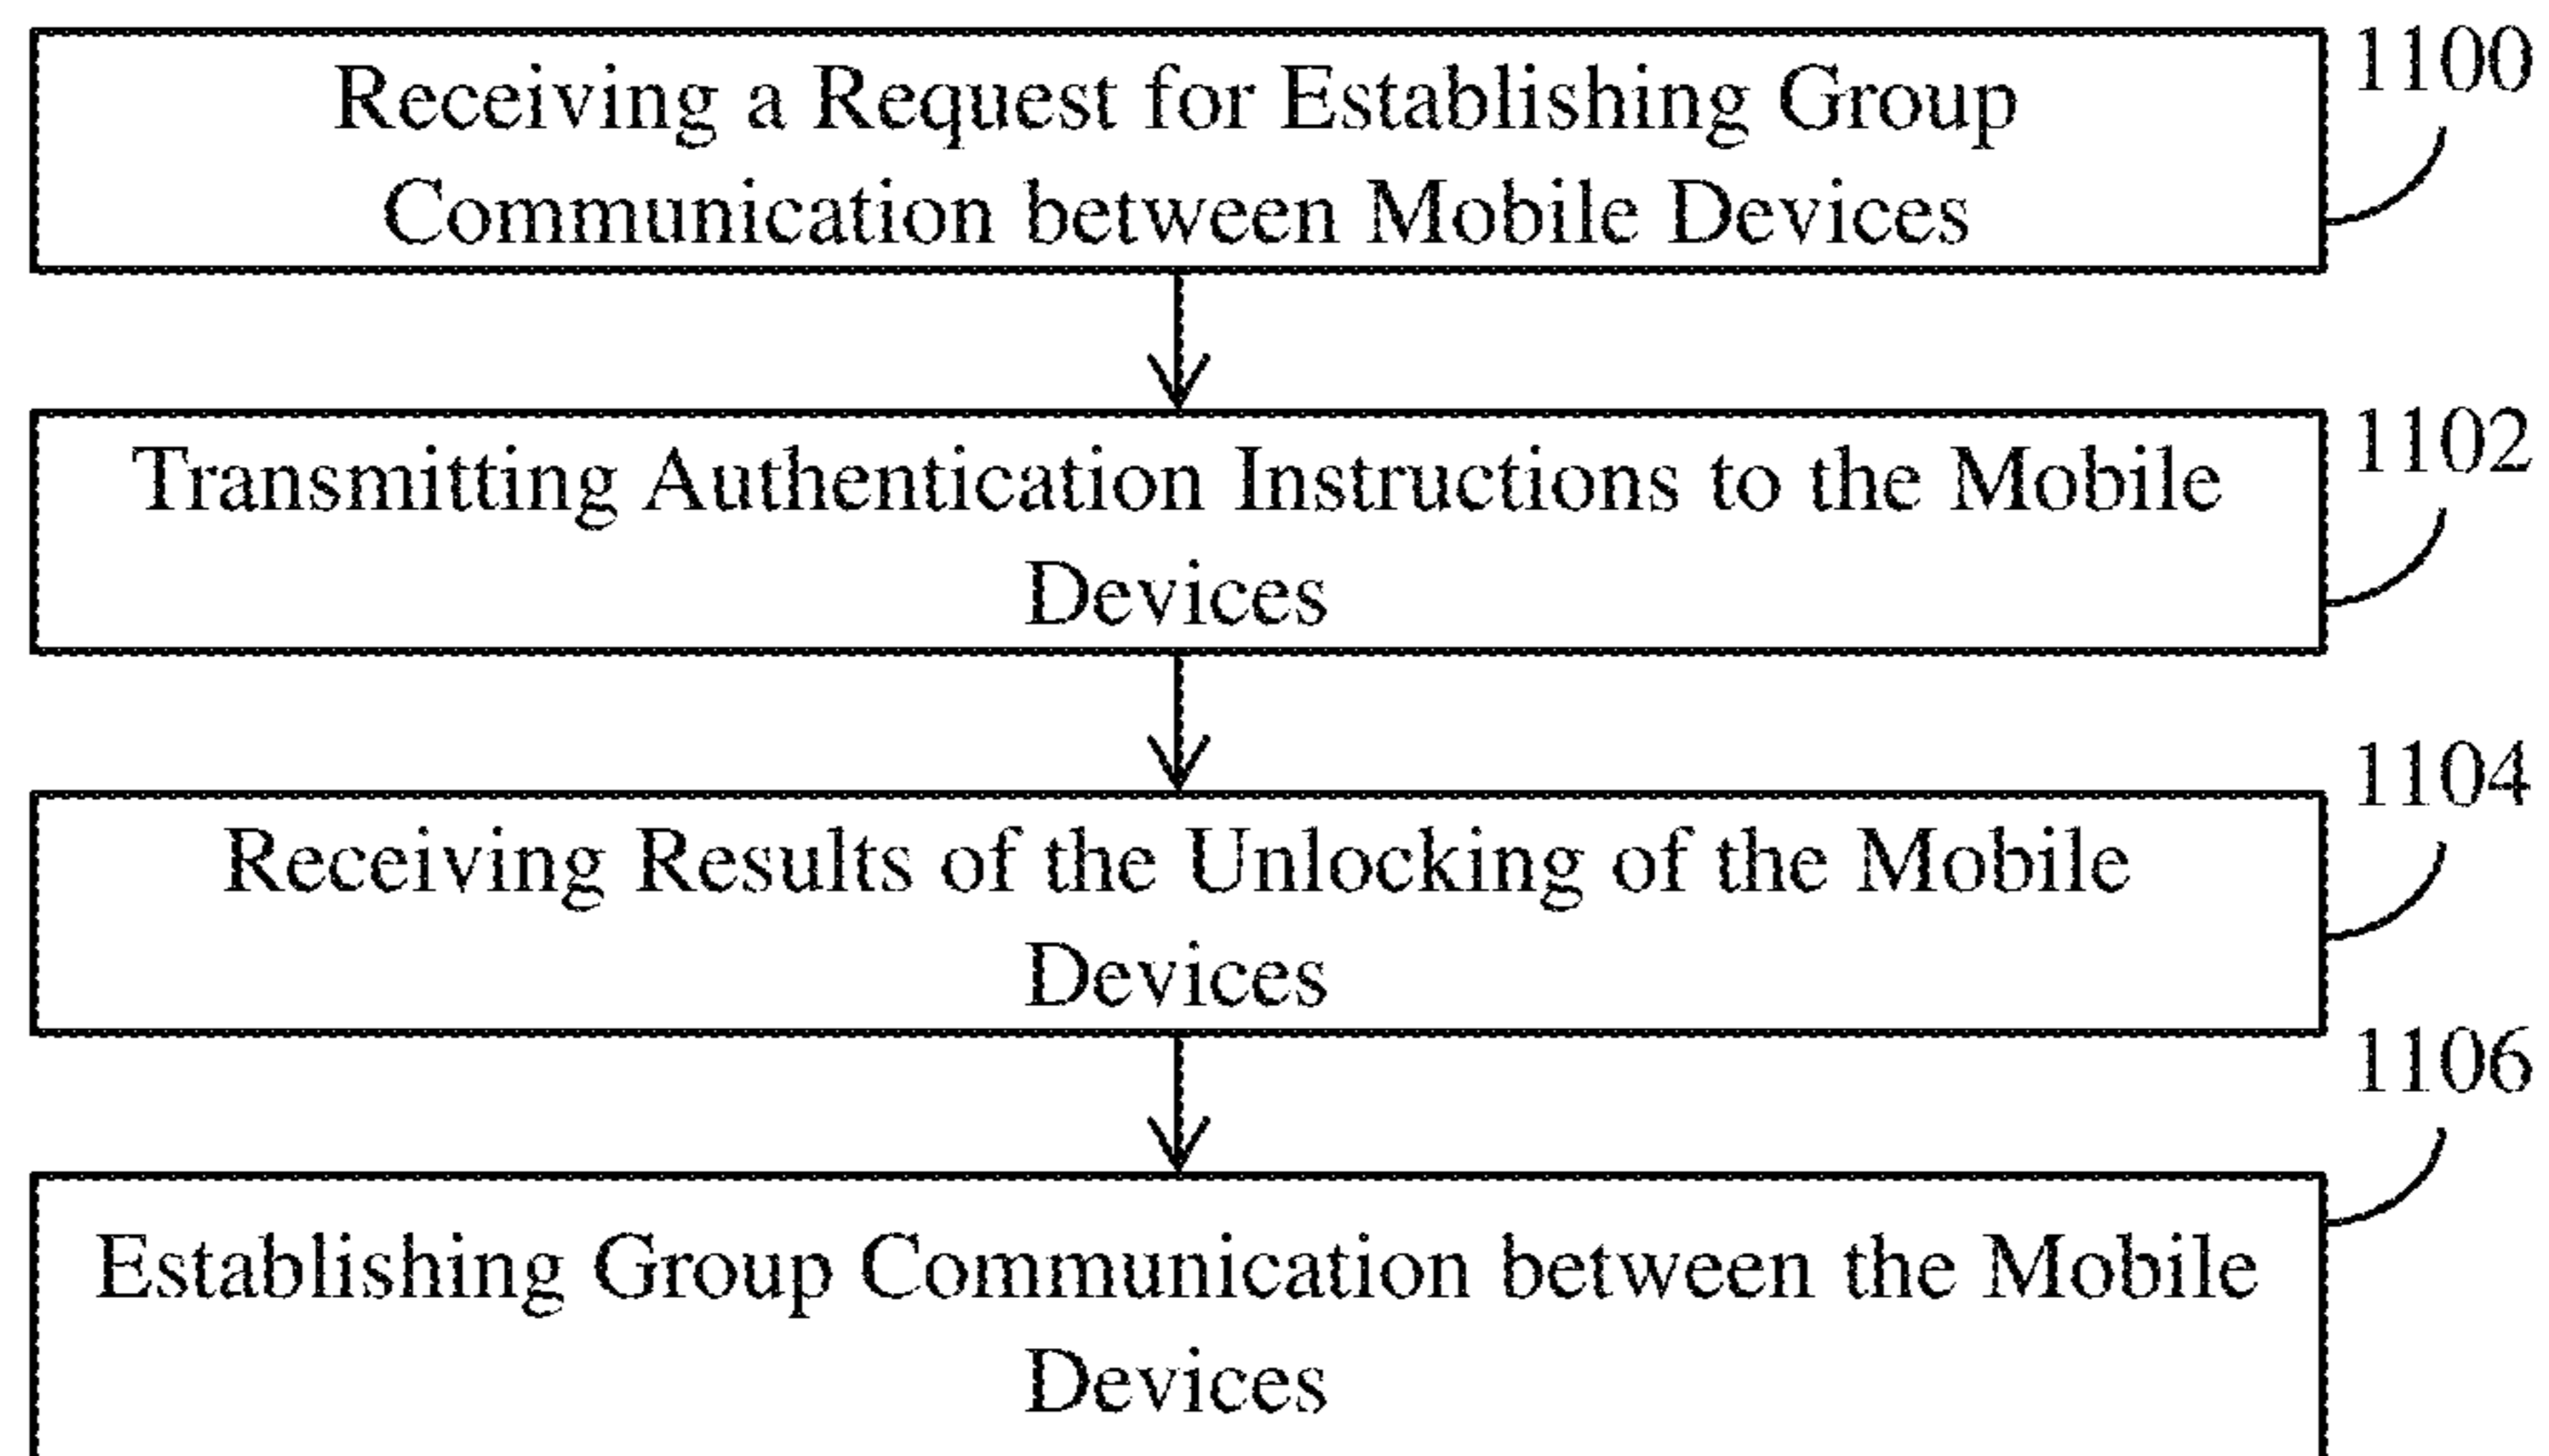 Receiving a Request for Establishing Group
Communication between Mobile Devices
1100
Transmitting Authentication Instructions to the Mobile
Devices
1102
Receiving Results of the Unlocking of the Mobile
Devices
1104
Establishing Group Communication between the Mobile
Devices
1106